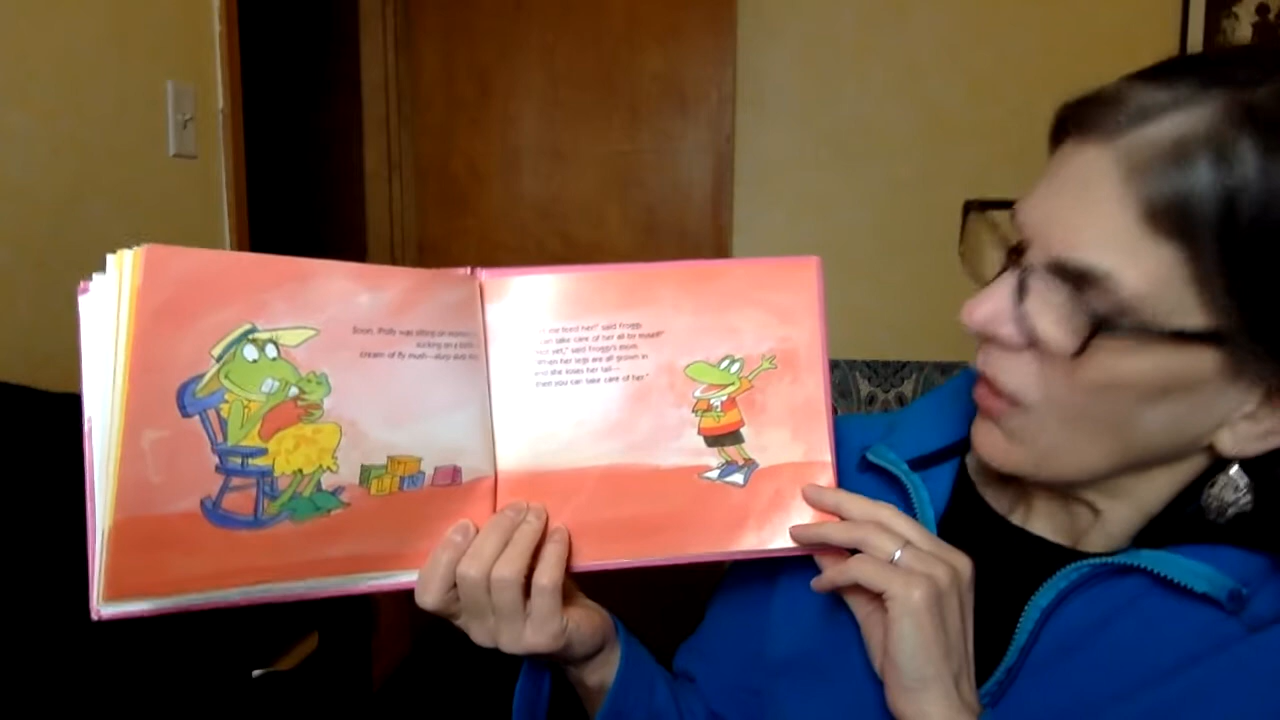 Soon, Polly was sitting on
sucking on a
cream of fly mush—slurp slurp
me feed her!" said Froggy.
can take care of her all by myself!"
Not yet," said Froggy's mom.
When her legs are all grown in
and she loses her tail—
then you can take care of her."